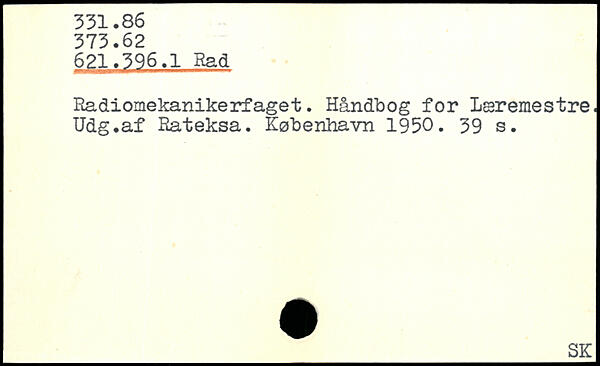 331.86
373.62
621.396.1 Rad
Radiomekanikerfaget. Håndbog for Læremestre.
Udg.af Rateksa. København 1950. 39 s.
SK